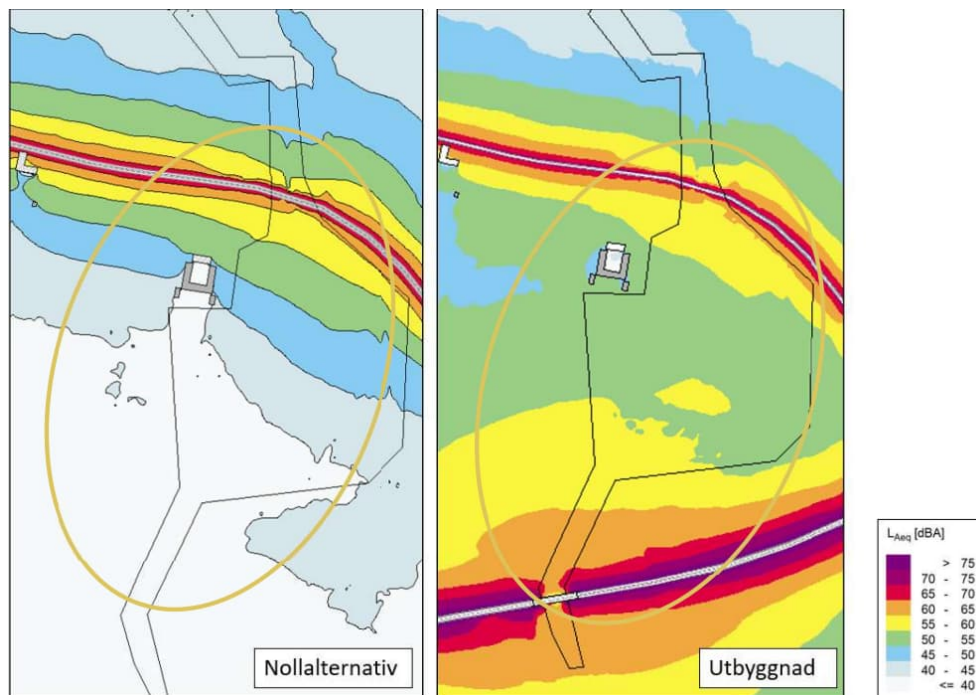 Nollalternativ
Utbyggnad
L Aeq [dBA]
> 75
70 - 75
65 - 70
60 - 65
55 - 60
50 - 55
45 - 50
40 - 45
<= 40